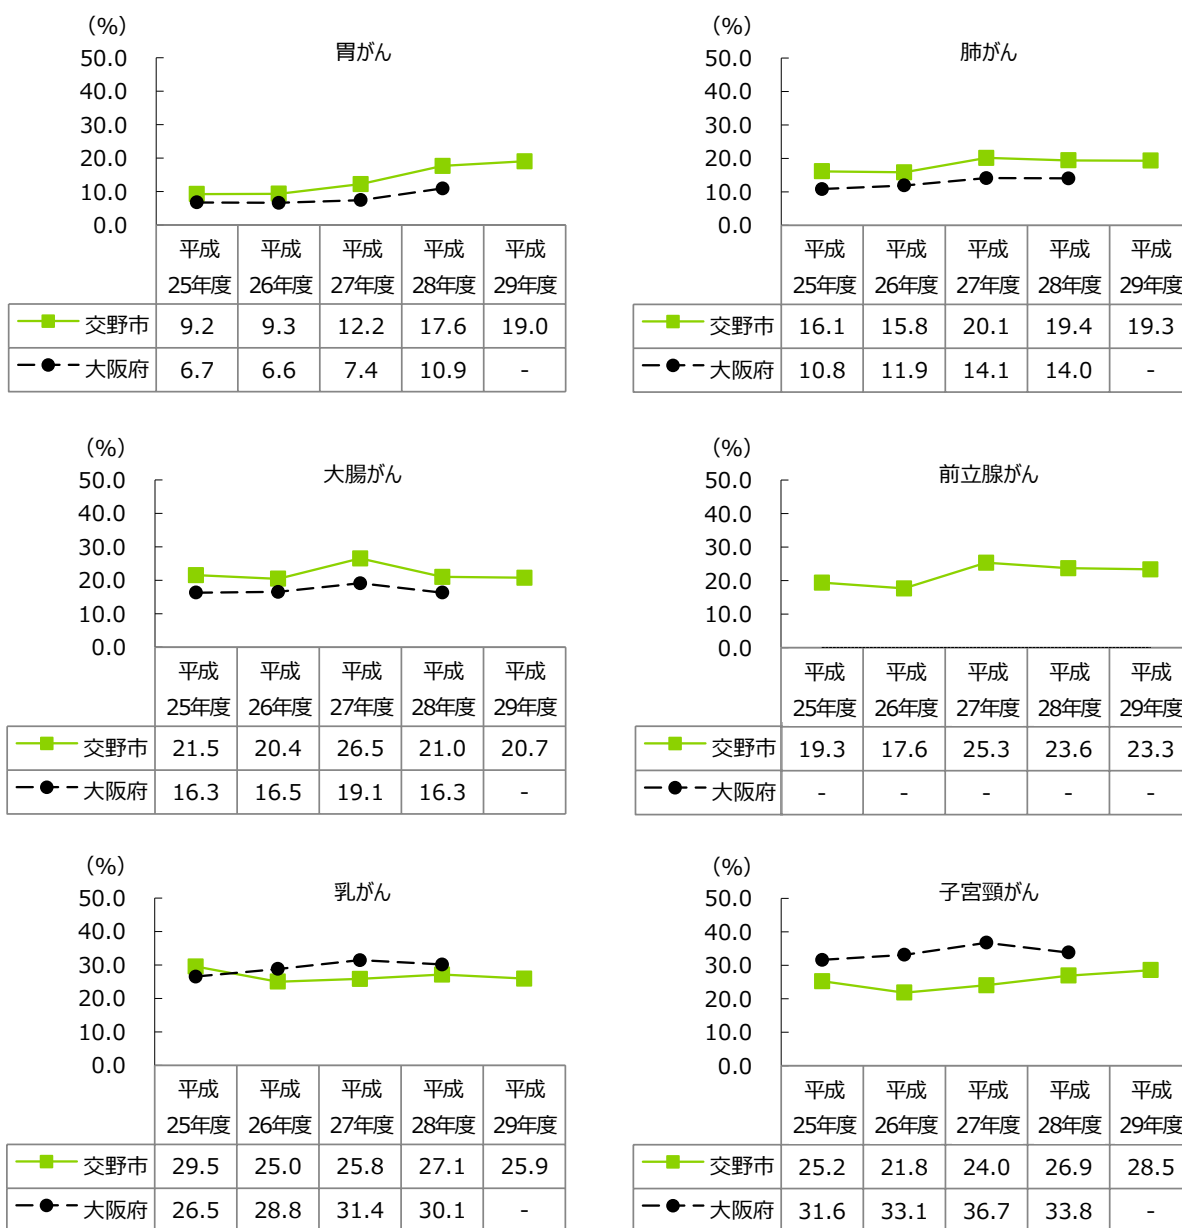 (%)
胃がん
50.0
40.0
30.0
20.0
10.0
0.0
平成 平成 平成 平成 平成
25年度 26年度 27年度 28年度 29年度
交野市 9.2 9.3 12.2 17.6 19.0
大阪府 6.7 6.6 7.4 10.9 -
(%)
肺がん
50.0
40.0
30.0
20.0
10.0
0.0
平成 平成 平成 平成 平成
25年度 26年度 27年度 28年度 29年度
交野市 16.1 15.8 20.1 19.4 19.3
大阪府 10.8 11.9 14.1 14.0 -
(%)
大腸がん
50.0
40.0
30.0
20.0
10.0
0.0
平成 平成 平成 平成 平成
25年度 26年度 27年度 28年度 29年度
交野市 21.5 20.4 26.5 21.0 20.7
大阪府 16.3 16.5 19.1 16.3 -
(%)
前立腺がん
50.0
40.0
30.0
20.0
10.0
0.0
平成 平成 平成 平成 平成
25年度 26年度 27年度 28年度 29年度
交野市 19.3 17.6 25.3 23.6 23.3
大阪府 - - - - -
(%)
乳がん
50.0
40.0
30.0
20.0
10.0
0.0
平成 平成 平成 平成 平成
25年度 26年度 27年度 28年度 29年度
交野市 29.5 25.0 25.8 27.1 25.9
大阪府 26.5 28.8 31.4 30.1 -
(%)
子宮頸がん
50.0
40.0
30.0
20.0
10.0
0.0
平成 平成 平成 平成 平成
25年度 26年度 27年度 28年度 29年度
交野市 25.2 21.8 24.0 26.9 28.5
大阪府 31.6 33.1 36.7 33.8 -